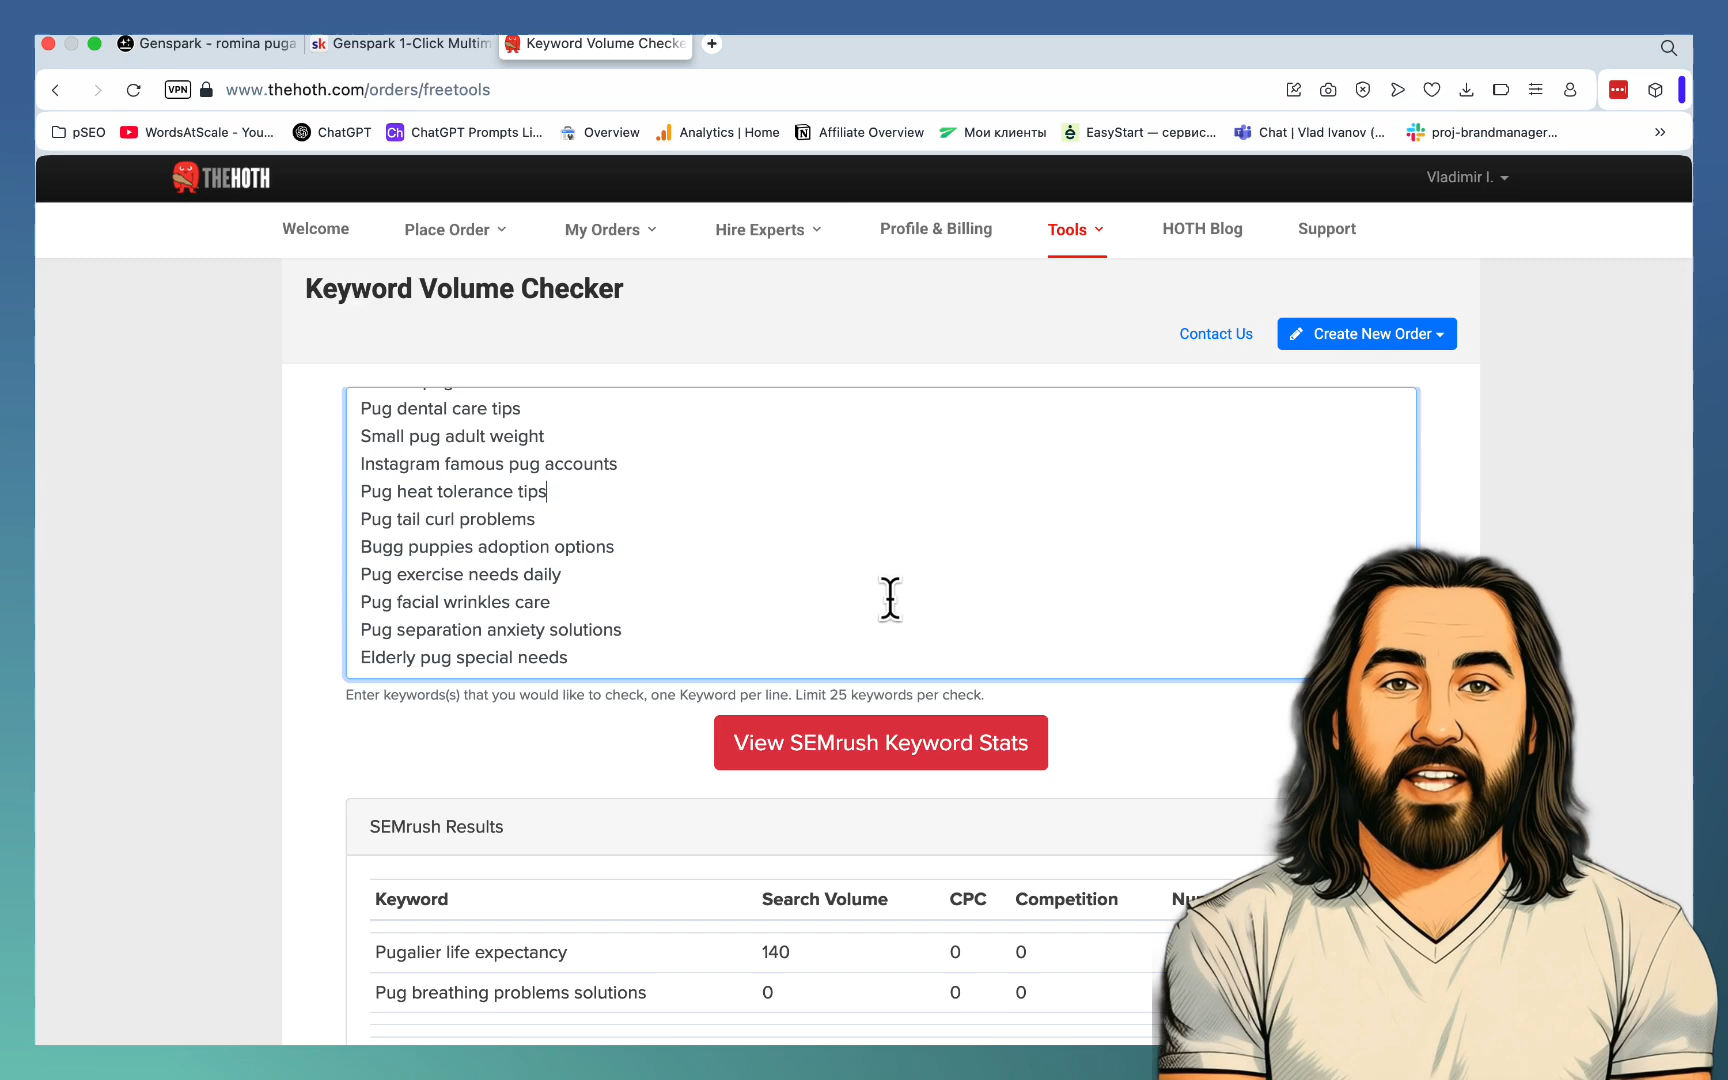 Genspark - romina puga
sk Genspark 1-Click Multim
Keyword Volume Checke
VPN www.thehoth.com/orders/freetools
pSEO
WordsAtScale - You...
ChatGPT
Ch ChatGPT Prompts Li...
Overview
Analytics | Home
Affiliate Overview
Мои клиенты
EasyStart — сервис...
Chat | Vlad Ivanov (...
proj-brandmanager...
THEHOTH
Vladimir I.
Welcome
Place Order
My Orders
Hire Experts
Profile & Billing
Tools
HOTH Blog
Support
Keyword Volume Checker
Contact Us
Create New Order
Pug dental care tips
Small pug adult weight
Instagram famous pug accounts
Pug heat tolerance tips
Pug tail curl problems
Bugg puppies adoption options
Pug exercise needs daily
Pug facial wrinkles care
Pug separation anxiety solutions
Elderly pug special needs
Enter keywords(s) that you would like to check, one Keyword per line. Limit 25 keywords per check.
View SEMrush Keyword Stats
SEMrush Results
Keyword Search Volume CPC Competition
Pugalier life expectancy 140 0 0
Pug breathing problems solutions 0 0 0